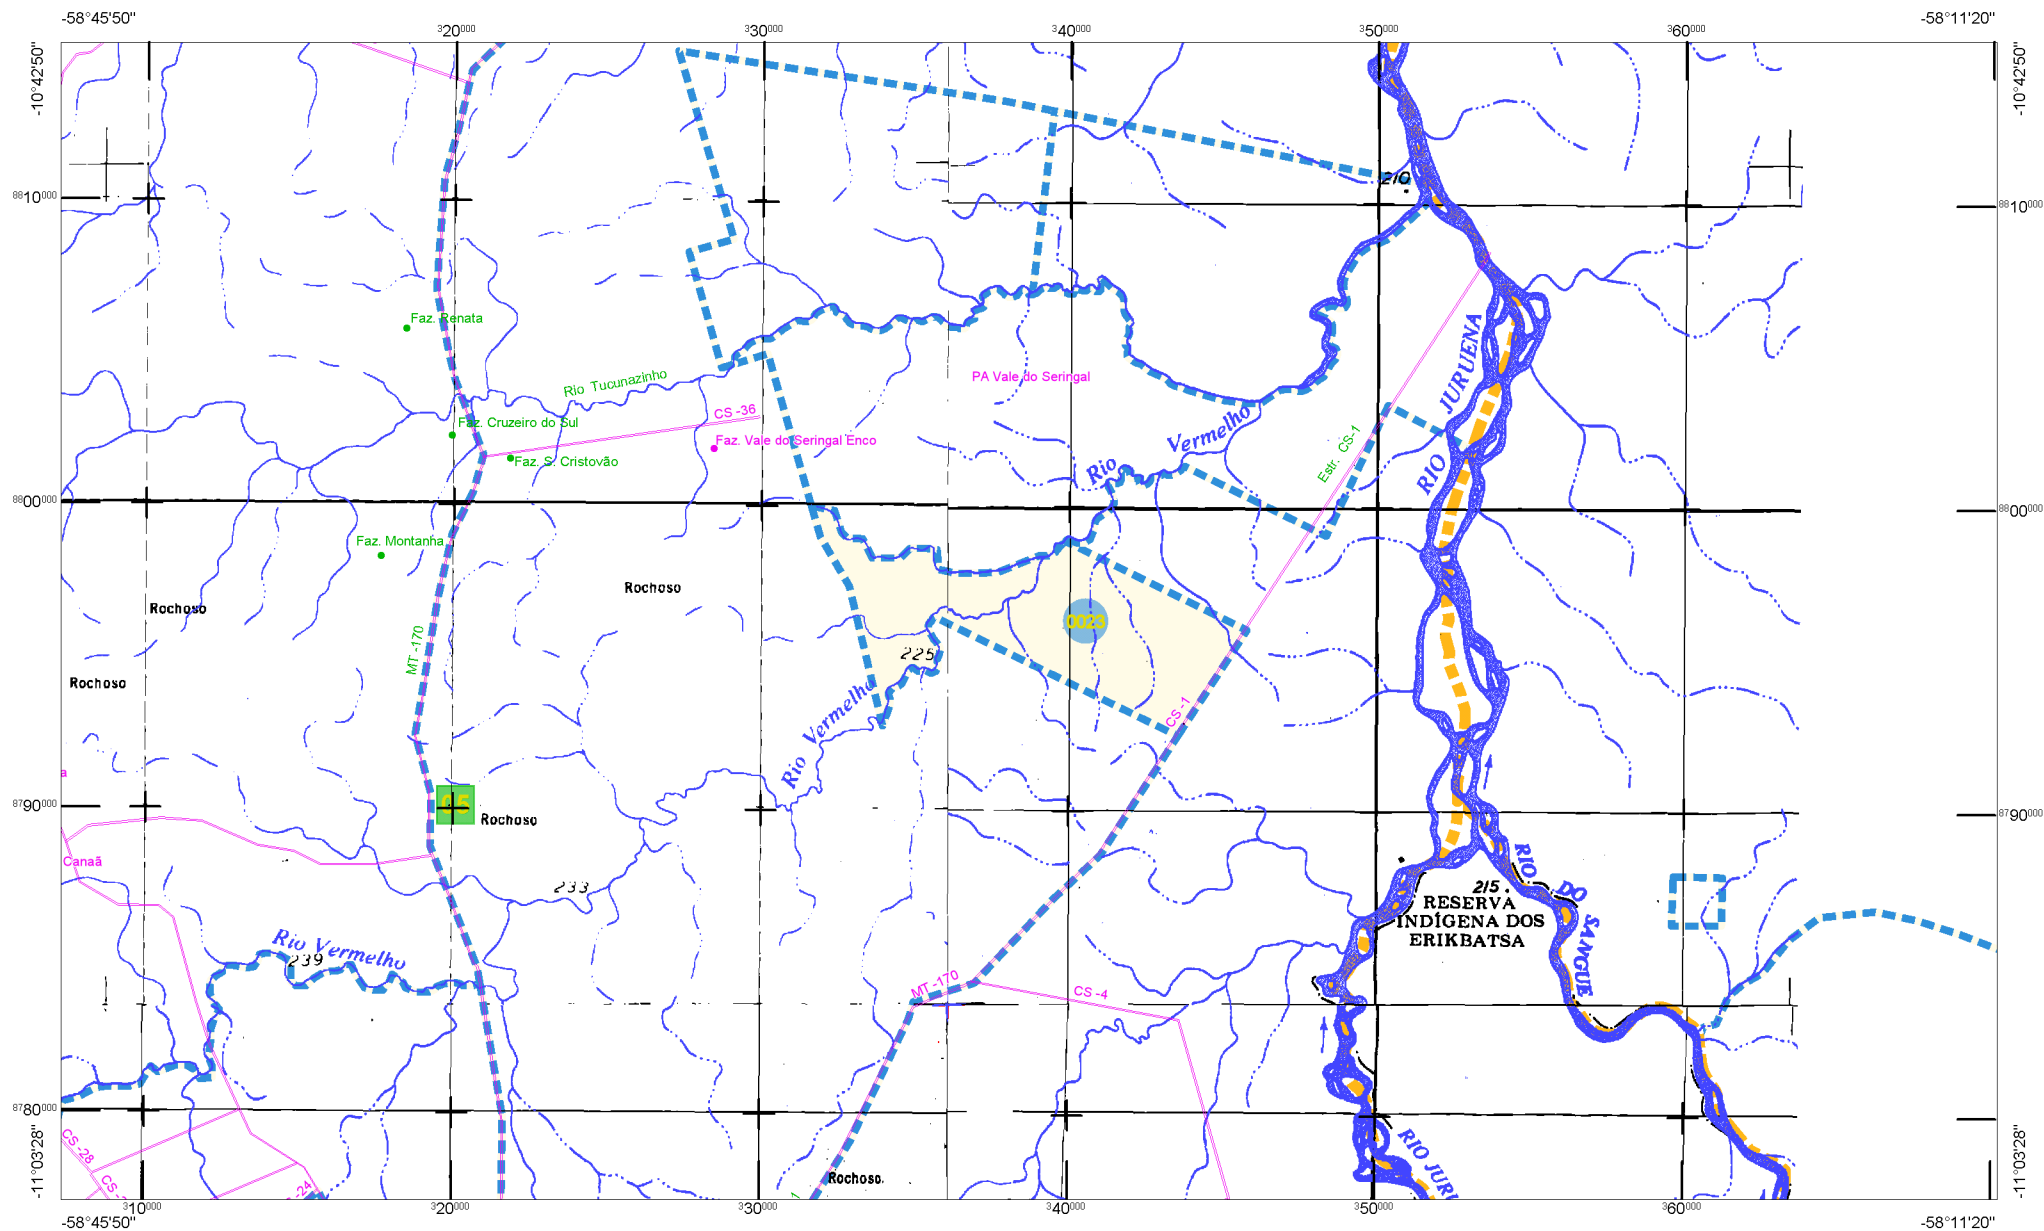 -58°45'50"
-58°11'20"
320000
330000
340000
350000
360000
-10°42'50"
-10°42'50"
210
8810000
8810000
Faz. Renata
JURUENA
Rio Tucunazinho
PA Vale do Seringal
CS -36
Faz. Cruzeiro do Sul
Faz. Vale do Seringal Enco
Faz. S. Cristovão
Rio Vermelho
Estr. CS-1
RIO
8800000
8800000
Faz. Montanha
Rochoso
Rochoso
0023
MT -170
225
Rochoso
Rio Vermelho
CS -1
a
8790000
05
Rochoso
8790000
Canaã
233
215
RIO DO SANGUE
RESERVA
INDÍGENA DOS
ERIKBATSA
Rio Vermelho
239
MT -170
CS -4
8780000
CS -28
RIO JURU
-11°03'28"
-11°03'28"
CS -
-24
1
Rochoso
310000
320000
330000
340000
350000
360000
-58°45'50"
-58°11'20"